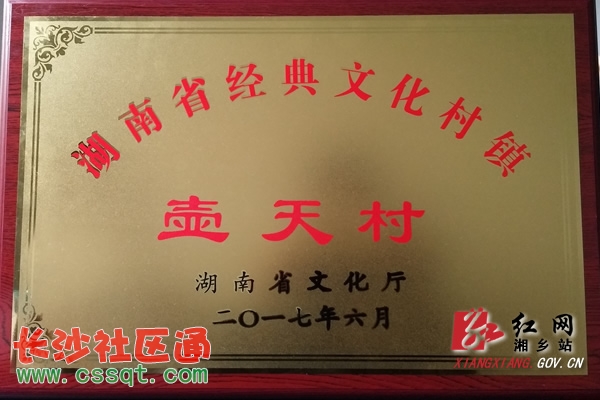 湖南省经典文化村镇
壶天村
湖南省文化厅
二〇一七年六月
长沙社区通
www.cssqt.com
红网
湘乡站
XIANGXIANG.GOV.CN